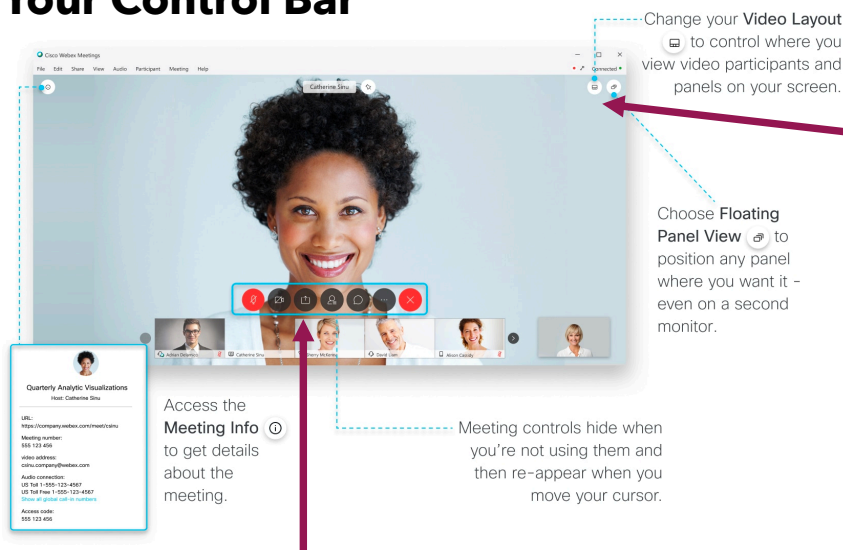 Your Control Bar
Change your Video Layout
to control where you
view video participants and
panels on your screen.
Cisco Webex Meetings
File Edit Share View Audio Participant Meeting Help
Connected
Catherine Sinu
Choose Floating
Panel View to
position any panel
where you want it -
even on a second
monitor.
Catherine Sinu
David Liam
Alison Cassidy
Quarterly Analytic Visualizations
Host: Catherine Sinu
URL:
https://company.webex.com/meet/csinu
Meeting number:
555 123 456
video address:
csinu.company@webex.com
Audio connection:
US Toll 1-555-123-4567
US Toll Free 1-555-123-4567
Show all global call-in numbers
Access code:
555 123 456
Access the
Meeting Info
to get details
about the
meeting.
Meeting controls hide when
you're not using them and
then re-appear when you
move your cursor.